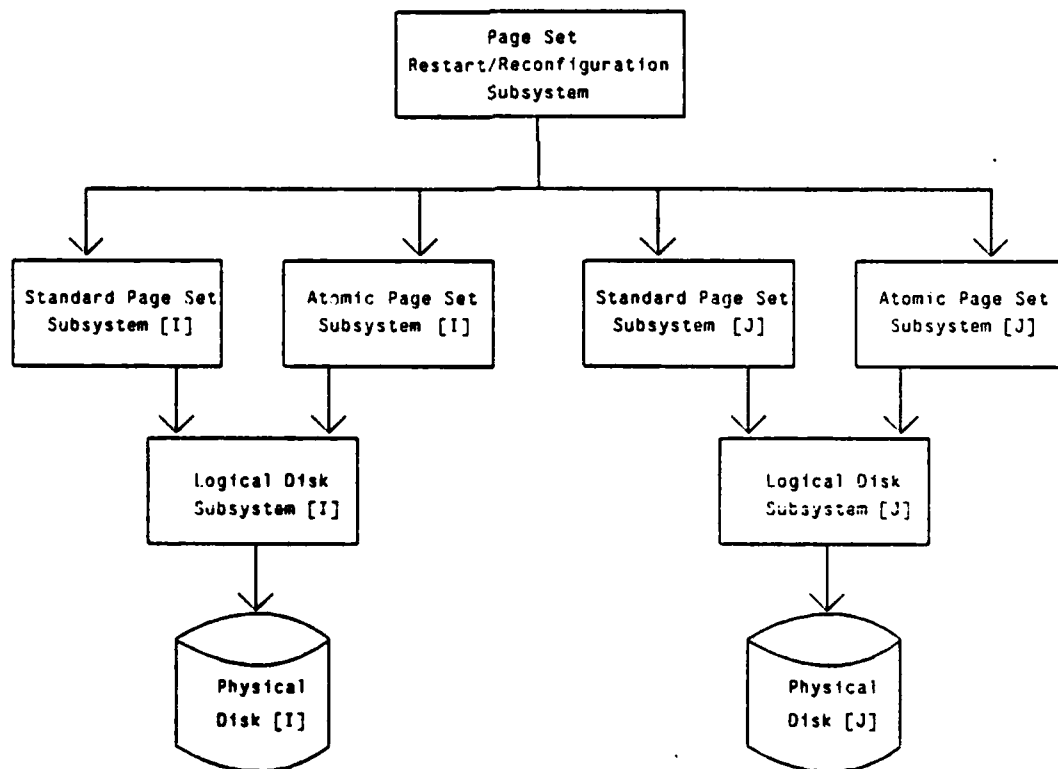 Page Set
Restart/Reconfiguration
Subsystem
Standard Page Set
Subsystem [I]
Atomic Page Set
Subsystem [I]
Standard Page Set
Subsystem [J]
Atomic Page Set
Subsystem [J]
Logical Disk
Subsystem [I]
Logical Disk
Subsystem [J]
Physical
Disk [I]
Physical
Disk [J]